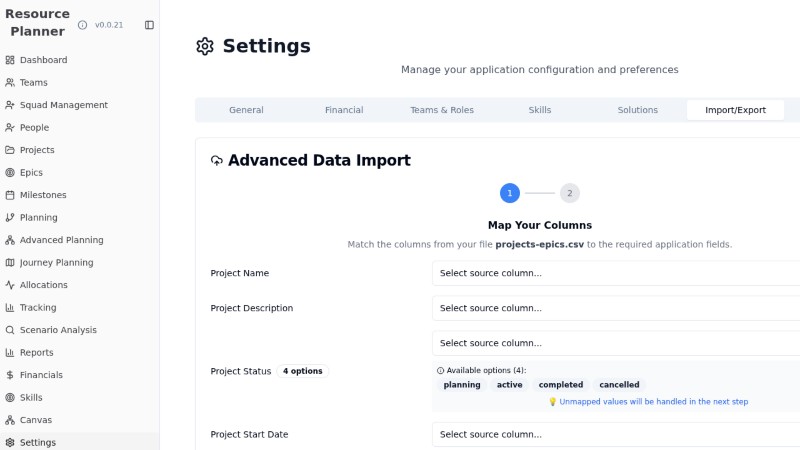 Resource
Planner
v0.0.21
Dashboard
Teams
Squad Management
People
Projects
Epics
Milestones
Planning
Advanced Planning
Journey Planning
Allocations
Tracking
Scenario Analysis
Reports
Financials
Skills
Canvas
Settings
Settings
Manage your application configuration and preferences
General
Financial
Teams & Roles
Skills
Solutions
Import/Export
Advanced Data Import
1
2
Map Your Columns
Match the columns from your file projects-epics.csv to the required application fields.
Project Name
Select source column...
Project Description
Select source column...
Select source column...
Project Status
4 options
Available options (4):
planning
active
completed
cancelled
💡 Unmapped values will be handled in the next step
Project Start Date
Select source column...